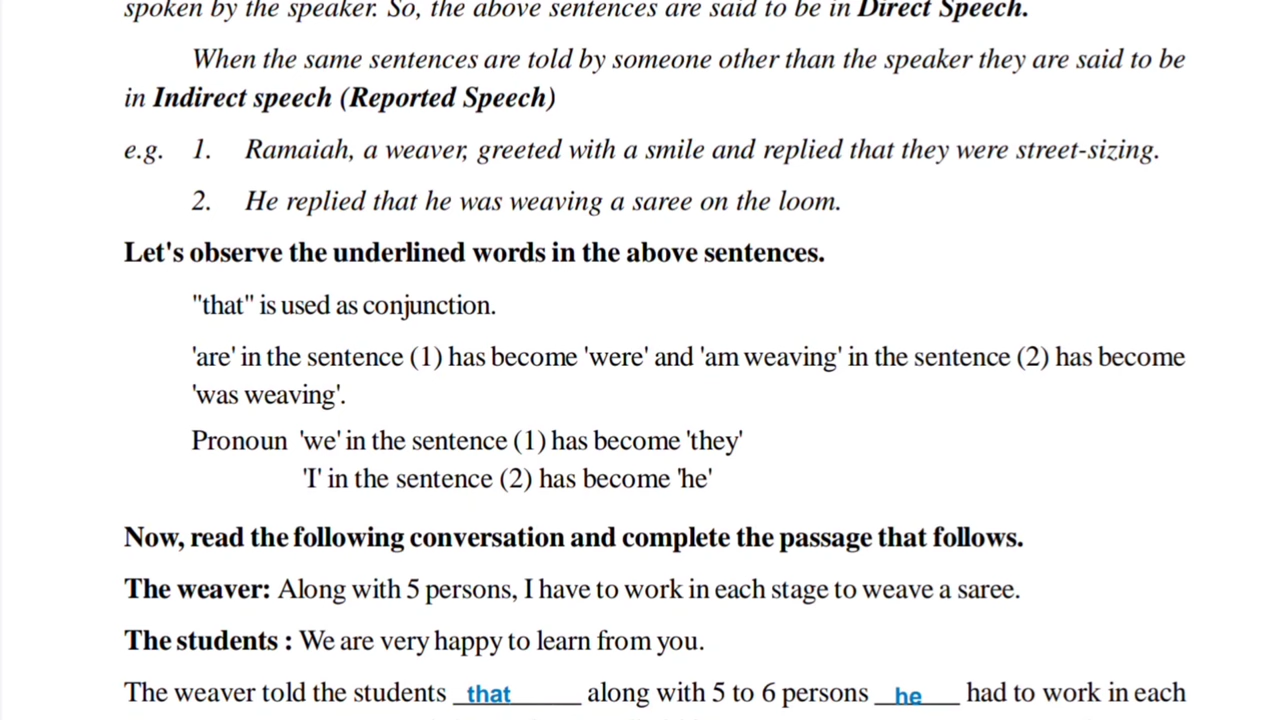 spoken by the speaker. So, the above sentences are said to be in Direct Speech.
When the same sentences are told by someone other than the speaker they are said to be
in Indirect speech (Reported Speech)
e.g. 1. Ramaiah, a weaver, greeted with a smile and replied that they were street-sizing.
2. He replied that he was weaving a saree on the loom.
Let's observe the underlined words in the above sentences.
"that" is used as conjunction.
'are' in the sentence (1) has become 'were' and 'am weaving' in the sentence (2) has become
'was weaving'.
Pronoun 'we' in the sentence (1) has become 'they'
'I' in the sentence (2) has become 'he'
Now, read the following conversation and complete the passage that follows.
The weaver: Along with 5 persons, I have to work in each stage to weave a saree.
The students : We are very happy to learn from you.
The weaver told the students _that_____ along with 5 to 6 persons _he___ had to work in each